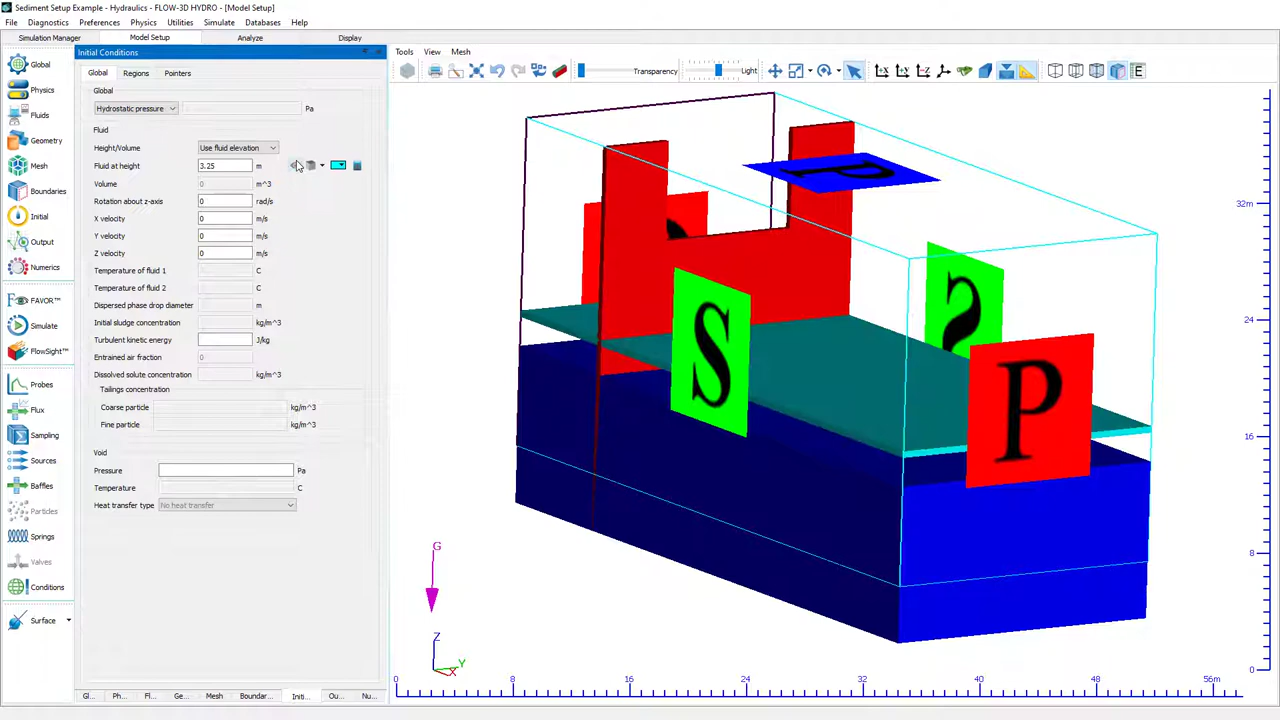 Sediment Setup Example - Hydraulics - FLOW-3D HYDRO - [Model Setup]
File Diagnostics Preferences Physics Utilities Simulate Databases Help
Simulation Manager Model Setup Analyze Display
Initial Conditions
Tools View Mesh
Transparency Light
Global Regions Pointers
Global
Hydrostatic pressure Pa
Fluid
Height/Volume Use fluid elevation
Fluid at height 3.25 m
Volume 0 m^3
Rotation about z-axis 0 rad/s
X velocity 0 m/s
Y velocity 0 m/s
Z velocity 0 m/s
Temperature of fluid 1 C
Temperature of fluid 2 C
Dispersed phase drop diameter m
Initial sludge concentration kg/m^3
Turbulent kinetic energy J/kg
Entrained air fraction 0
Dissolved solute concentration kg/m^3
Tailings concentration
Coarse particle kg/m^3
Fine particle kg/m^3
Void
Pressure Pa
Temperature C
Heat transfer type No heat transfer
Global
Physics
Fluids
Geometry
Mesh
Boundaries
Initial
Output
Numerics
FAVOR™
Simulate
FlowSight™
Probes
Flux
Sampling
Sources
Baffles
Particles
Springs
Valves
Conditions
Surface
Gl... Ph... Fl... Ge... Mesh Boundar... Initi... Ou... Nu...
P
S
S
P
G
Z
Y
X
32m
24
16
8
0
0 8 16 24 32 40 48 56m